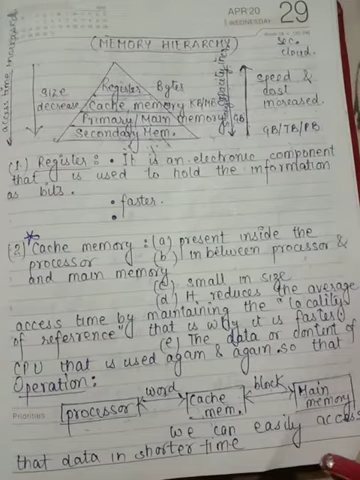 APR'20
WEDNESDAY
29
(MEMORY HIERARCHY)
sec.
cloud.
access time increased
size
decrease
Register Bytes
Cache memory KB/MB
Primary/Main memory GB
Secondary Mem.
speed &
cost
increased.
GB/TB/PB
(1.) Register: • It is an electronic component
that is used to hold the information
as bits.
• faster.
•
(2)* Cache memory: (a) present inside the
processor (b) in between processor &
and main memory
(c) small in size
(d) It reduces the average
access time by maintaining the "locality
of referrence" that is why it is faster.
(e) The data or content of
CPU that is used again & again so that
Operation:
processor
word
Cache
mem.
block
Main
memory
Priorities
we can easily access
that data in shorter time